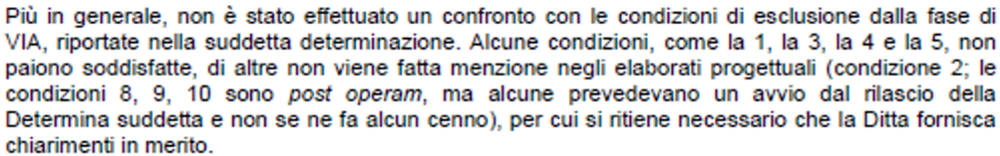 Più in generale, non è stato effettuato un confronto con le condizioni di esclusione dalla fase di
VIA, riportate nella suddetta determinazione. Alcune condizioni, come la 1, la 3, la 4 e la 5, non
paiono soddisfatte, di altre non viene fatta menzione negli elaborati progettuali (condizione 2; le
condizioni 8, 9, 10 sono post operam, ma alcune prevedevano un avvio dal rilascio della
Determina suddetta e non se ne fa alcun cenno), per cui si ritiene necessario che la Ditta fornisca
chiarimenti in merito.